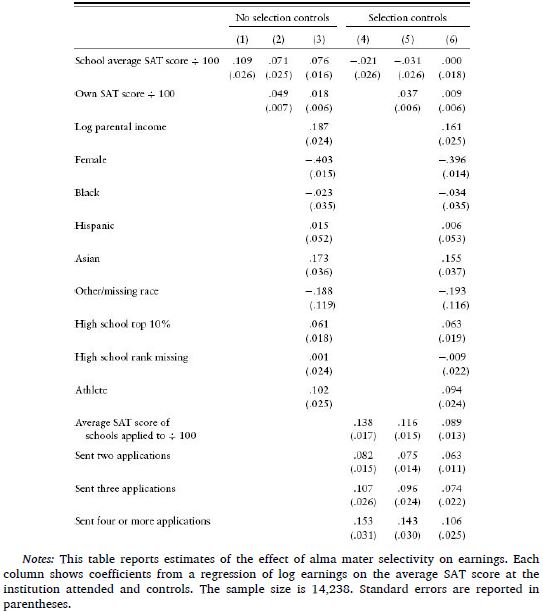 No selection controls Selection controls
(1) (2) (3) (4) (5) (6)
School average SAT score ÷ 100 .109 .071 .076 −.021 −.031 .000
(.026) (.025) (.016) (.026) (.026) (.018)
Own SAT score ÷ 100 .049 .018 .037 .009
(.007) (.006) (.006) (.006)
Log parental income .187 .161
(.024) (.025)
Female −.403 −.396
(.015) (.014)
Black −.023 −.034
(.035) (.035)
Hispanic .015 .006
(.052) (.053)
Asian .173 .155
(.036) (.037)
Other/missing race −.188 −.193
(.119) (.116)
High school top 10% .061 .063
(.018) (.019)
High school rank missing .001 −.009
(.024) (.022)
Athlete .102 .094
(.025) (.024)
Average SAT score of .138 .116 .089
schools applied to ÷ 100 (.017) (.015) (.013)
Sent two applications .082 .075 .063
(.015) (.014) (.011)
Sent three applications .107 .096 .074
(.026) (.024) (.022)
Sent four or more applications .153 .143 .106
(.031) (.030) (.025)
Notes: This table reports estimates of the effect of alma mater selectivity on earnings. Each
column shows coefficients from a regression of log earnings on the average SAT score at the
institution attended and controls. The sample size is 14,238. Standard errors are reported in
parentheses.